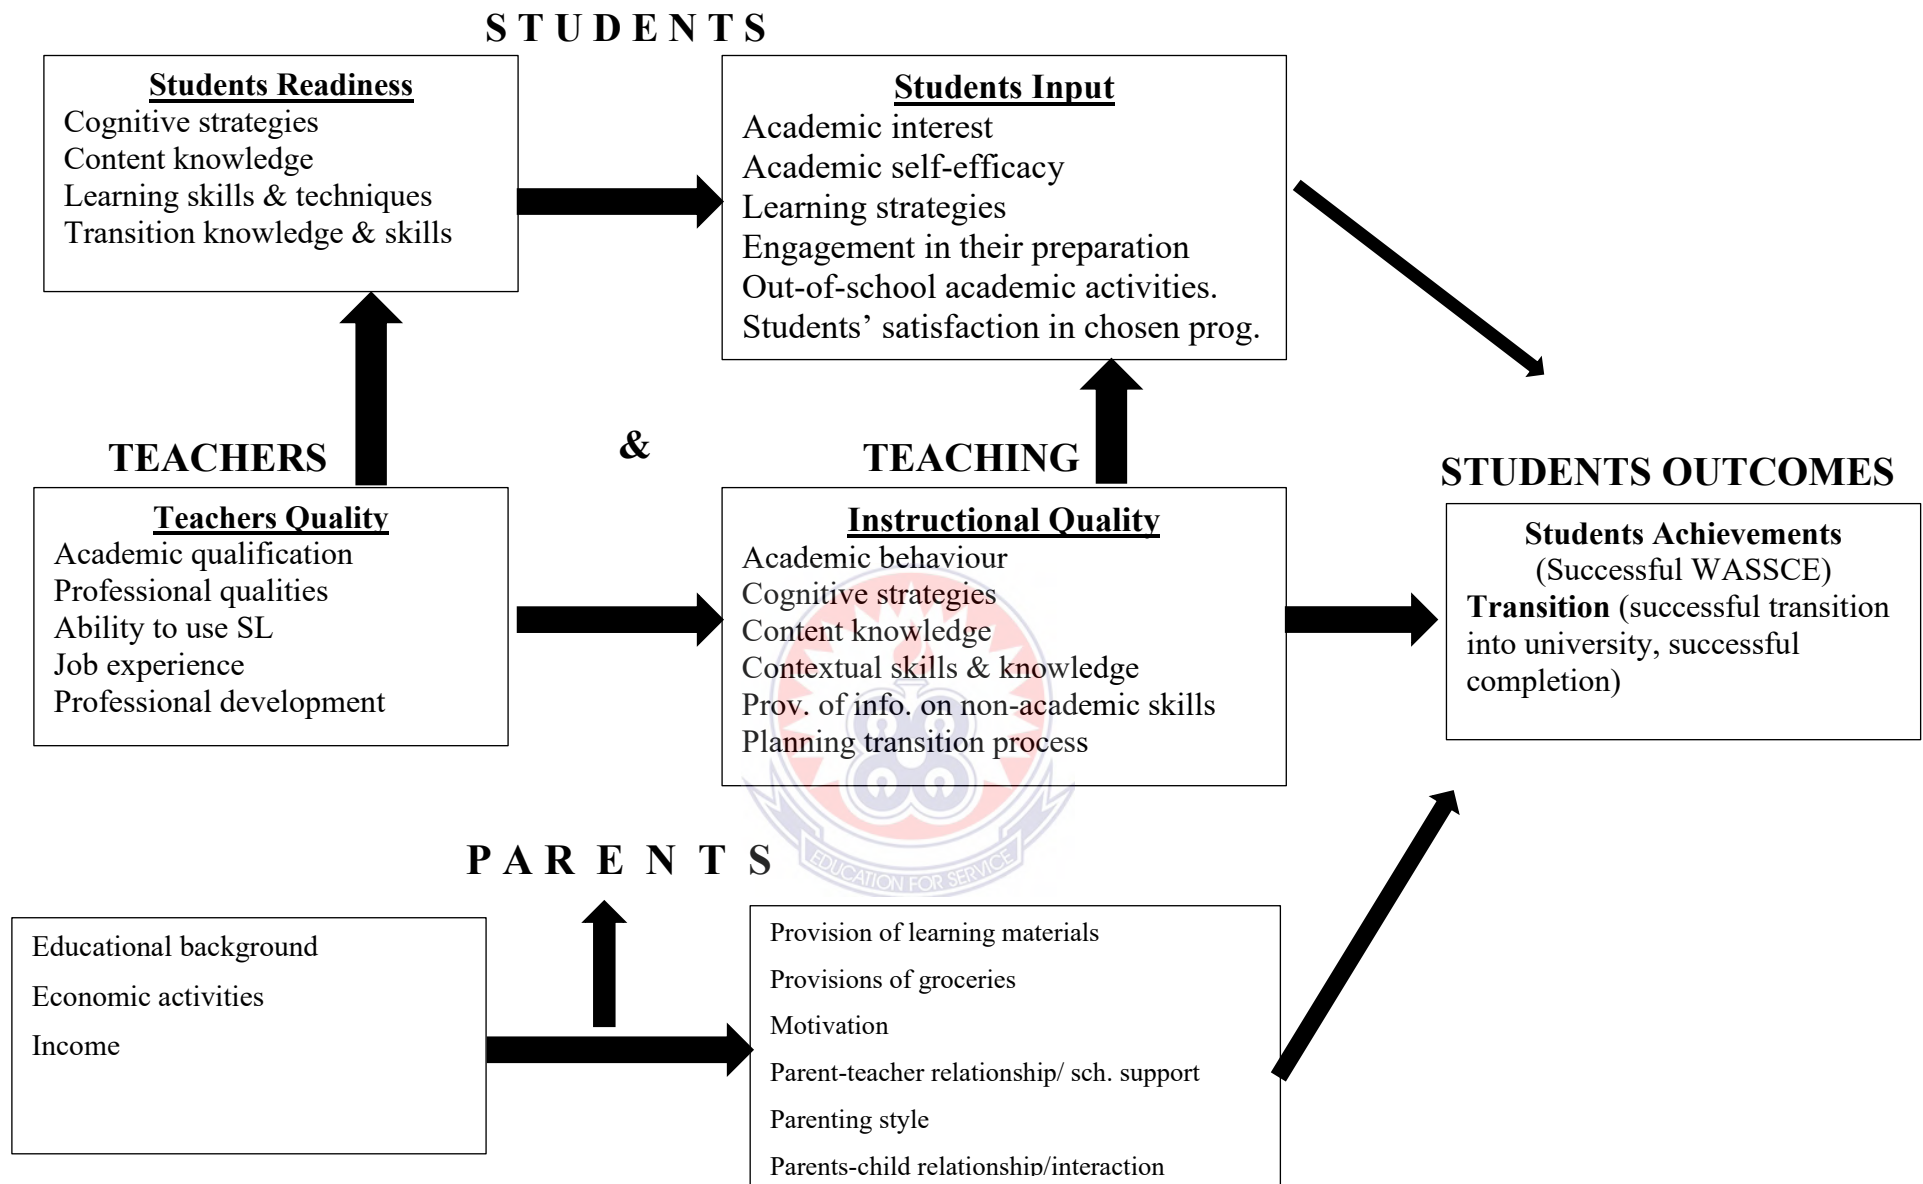 S T U D E N T S
Students Readiness
Cognitive strategies
Content knowledge
Learning skills & techniques
Transition knowledge & skills
Students Input
Academic interest
Academic self-efficacy
Learning strategies
Engagement in their preparation
Out-of-school academic activities.
Students’ satisfaction in chosen prog.
TEACHERS
&
TEACHING
Teachers Quality
Academic qualification
Professional qualities
Ability to use SL
Job experience
Professional development
Instructional Quality
Academic behaviour
Cognitive strategies
Content knowledge
Contextual skills & knowledge
Prov. of info. on non-academic skills
Planning transition process
STUDENTS OUTCOMES
Students Achievements
(Successful WASSCE)
Transition (successful transition
into university, successful
completion)
EDUCATION FOR SERVICE
P A R E N T S
Educational background
Economic activities
Income
Provision of learning materials
Provisions of groceries
Motivation
Parent-teacher relationship/ sch. support
Parenting style
Parents-child relationship/interaction